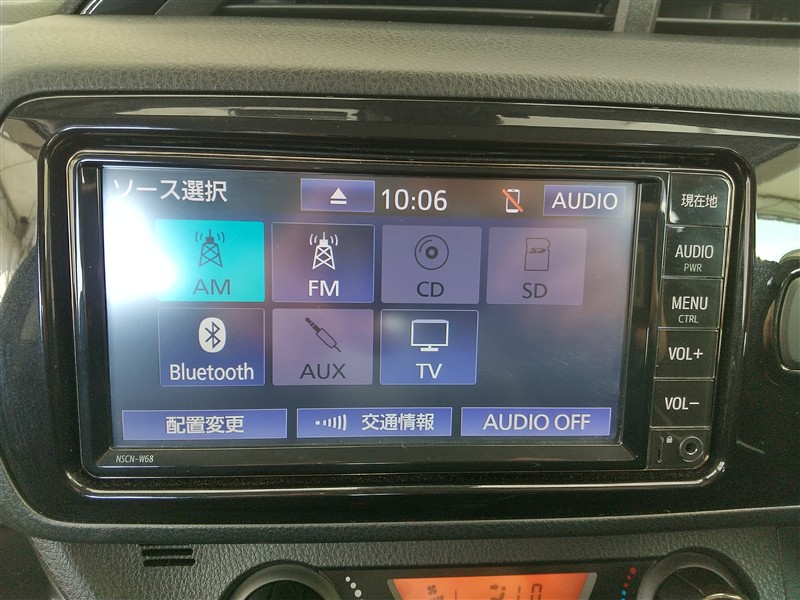 ソース選択 10:06 AUDIO
AM FM CD SD
Bluetooth AUX TV
配置変更 交通情報 AUDIO OFF
現在地
AUDIO
PWR
MENU
CTRL
VOL+
VOL-
NSCN-W68